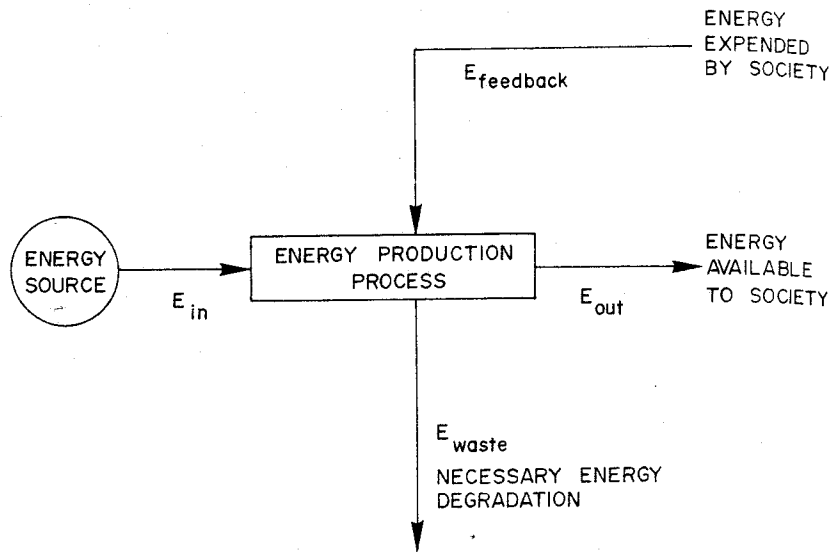 ENERGY
EXPENDED
BY SOCIETY
E feedback
ENERGY
SOURCE
E in
ENERGY PRODUCTION
PROCESS
E out
ENERGY
AVAILABLE
TO SOCIETY
E waste
NECESSARY ENERGY
DEGRADATION